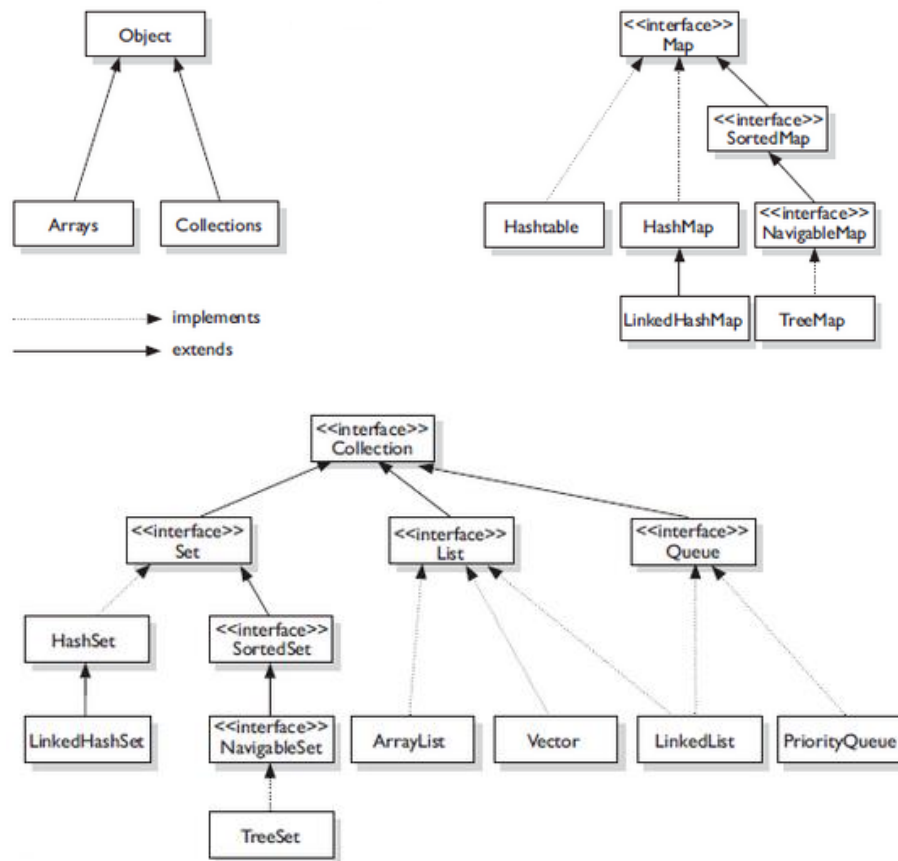 Object
Arrays
Collections
implements
extends
<<interface>>
Map
<<interface>>
SortedMap
Hashtable
HashMap
<<interface>>
NavigableMap
LinkedHashMap
TreeMap
<<interface>>
Collection
<<interface>>
Set
<<interface>>
List
<<interface>>
Queue
HashSet
<<interface>>
SortedSet
LinkedHashSet
<<interface>>
NavigableSet
ArrayList
Vector
LinkedList
PriorityQueue
TreeSet